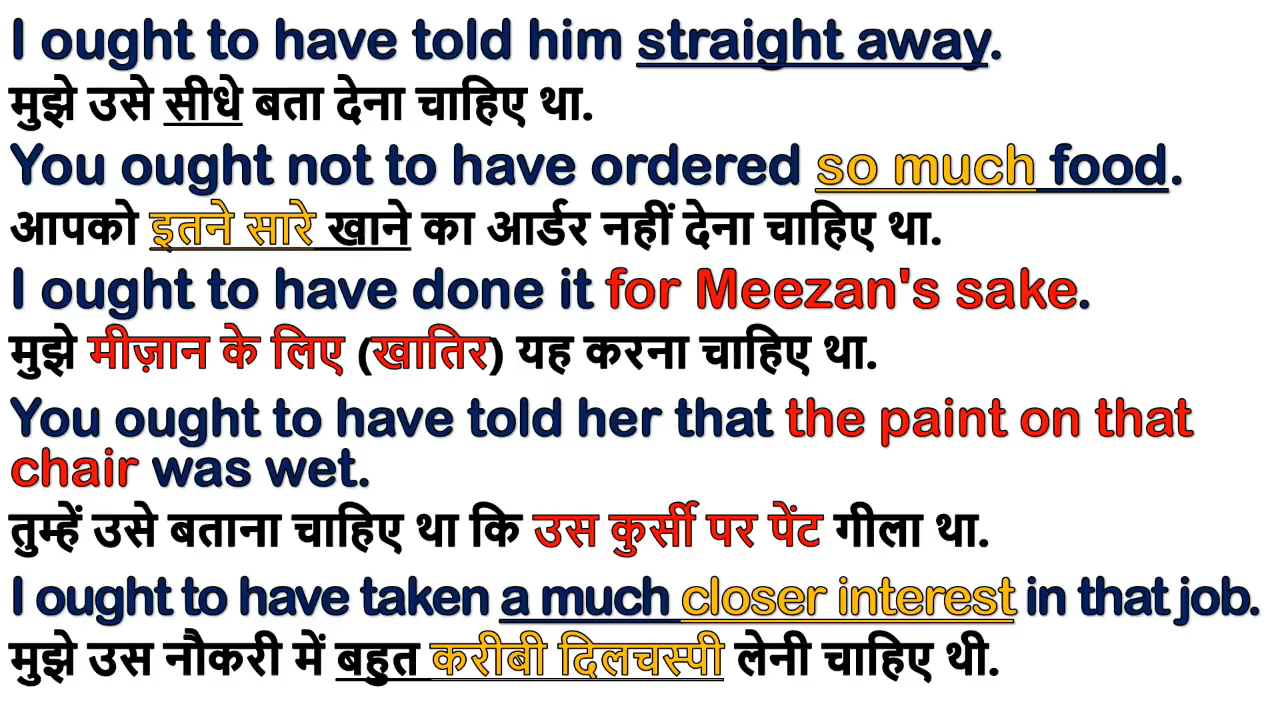 I ought to have told him straight away.
मुझे उसे सीधे बता देना चाहिए था.
You ought not to have ordered so much food.
आपको इतने सारे खाने का आर्डर नहीं देना चाहिए था.
I ought to have done it for Meezan's sake.
मुझे मीज़ान के लिए (खातिर) यह करना चाहिए था.
You ought to have told her that the paint on that
chair was wet.
तुम्हें उसे बताना चाहिए था कि उस कुर्सी पर पेंट गीला था.
I ought to have taken a much closer interest in that job.
मुझे उस नौकरी में बहुत करीबी दिलचस्पी लेनी चाहिए थी.